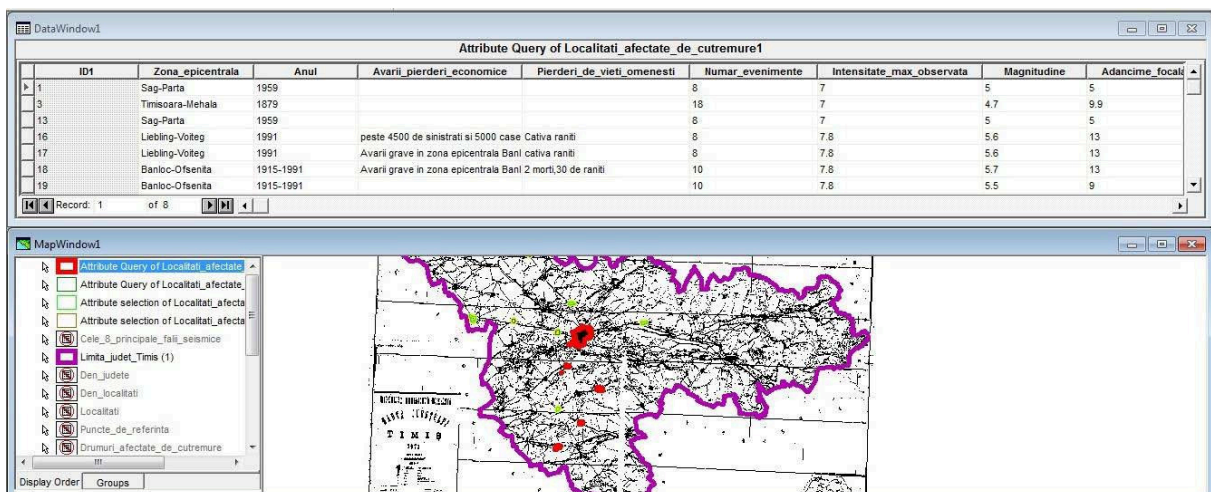 DataWindow1
Attribute Query of Localitati_afectate_de_cutremure1
ID1 Zona_epicentrala Anul Avarii_pierderi_economice Pierderi_de_vieti_omenesti Numar_evenimente Intensitate_max_observata Magnitudine Adancime_focala
1 Sag-Parta 1959 8 7 5 5
3 Timisoara-Mehala 1879 18 7 4.7 9.9
13 Sag-Parta 1959 8 7 5 5
16 Liebling-Voiteg 1991 peste 4500 de sinistrati si 5000 case Cativa raniti 8 7.8 5.6 13
17 Liebling-Voiteg 1991 Avarii grave in zona epicentrala Banl cativa raniti 8 7.8 5.6 13
18 Banloc-Ofsenita 1915-1991 Avarii grave in zona epicentrala Banl 2 morti,30 de raniti 10 7.8 5.7 13
19 Banloc-Ofsenita 1915-1991 10 7.8 5.5 9
Record: 1 of 8
MapWindow1
Attribute Query of Localitati_afectate
Attribute Query of Localitati_afectate_
Attribute selection of Localitati_afecta
Attribute selection of Localitati_afecta
Cele_8_principale_falii_seismice
Limita_judet_Timis (1)
Den_judete
Den_localitati
Localitati
Puncte_de_referinta
Drumuri_afectate_de_cutremure
TIMIS
Display Order Groups